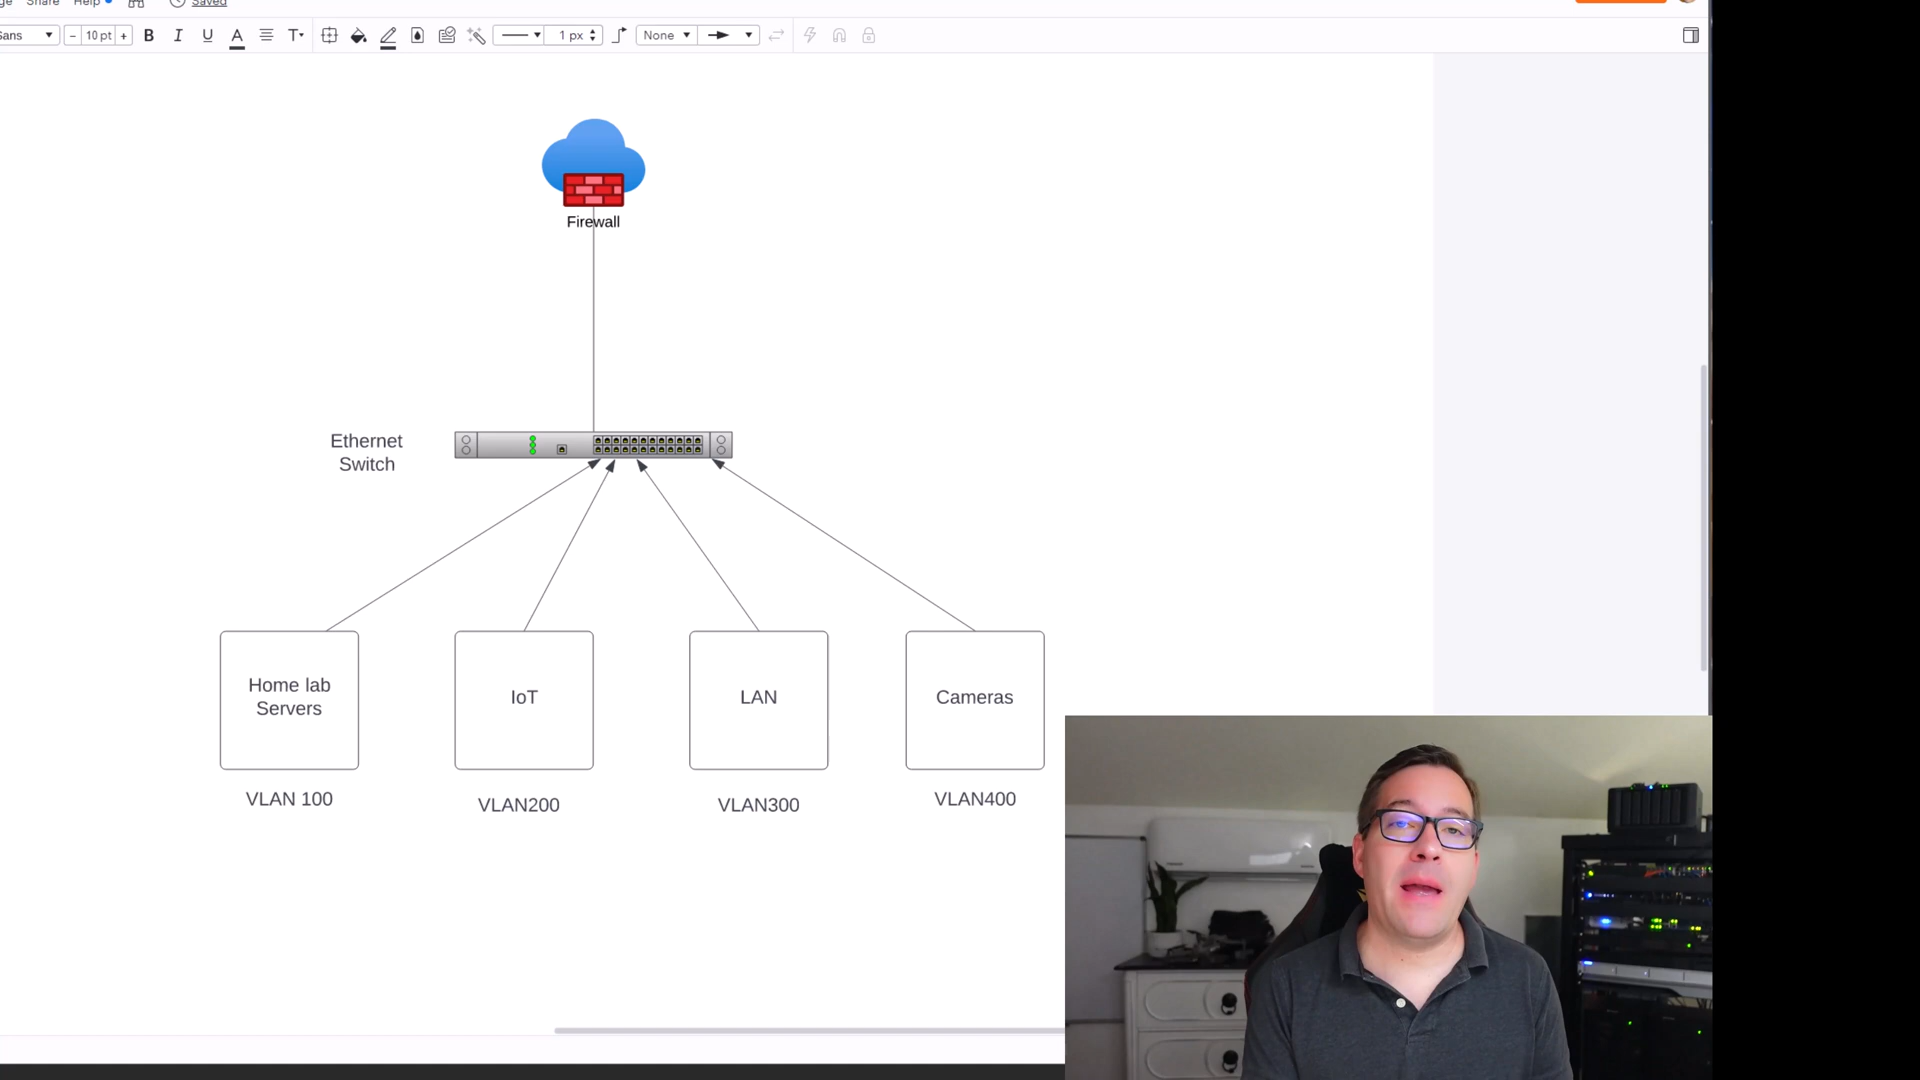 Share Help Saved
Sans 10 pt B I U A T 1 px None
Firewall
Ethernet
Switch
Home lab
Servers
IoT
LAN
Cameras
VLAN 100
VLAN200
VLAN300
VLAN400